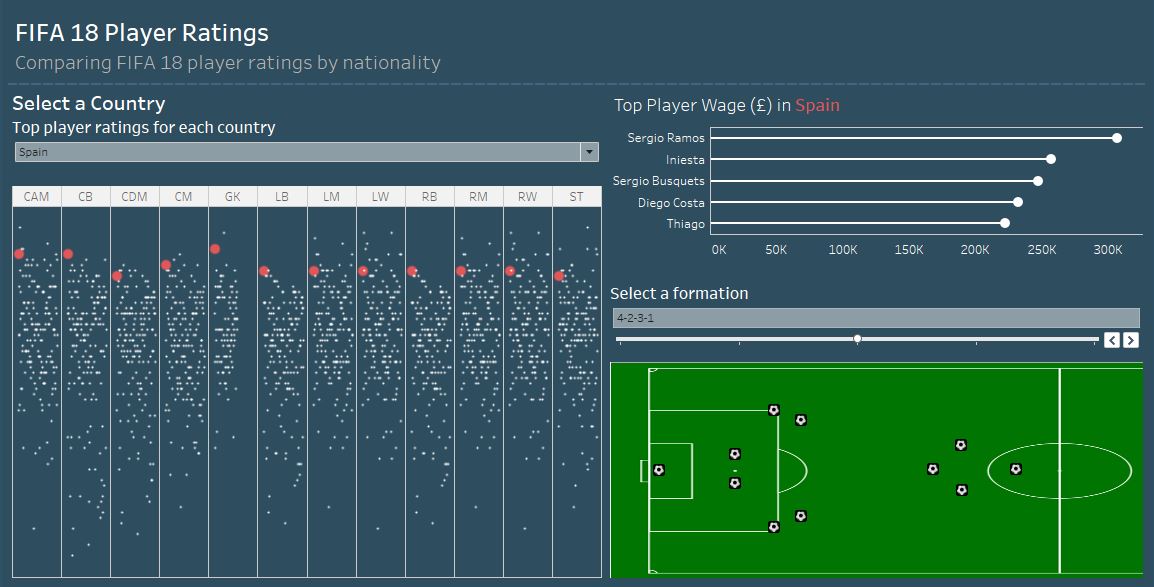 FIFA 18 Player Ratings
Comparing FIFA 18 player ratings by nationality
Select a Country
Top player ratings for each country
Spain
CAM CB CDM CM GK LB LM LW RB RM RW ST
Top Player Wage (£) in Spain
Sergio Ramos
Iniesta
Sergio Busquets
Diego Costa
Thiago
0K 50K 100K 150K 200K 250K 300K
Select a formation
4-2-3-1